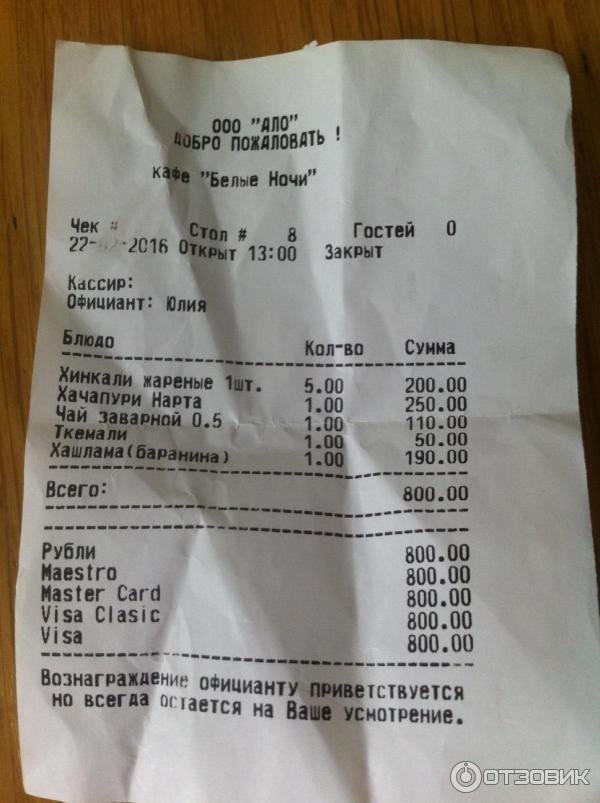 ООО "АЛО"
ДОБРО ПОЖАЛОВАТЬ !
кафе "Белые Ночи"
Чек # Стол # 8 Гостей 0
22- -2016 Открыт 13:00 Закрыт
Кассир:
Официант: Юлия
Блюдо Кол-во Сумма
Хинкали жареные 1шт. 5.00 200.00
Хачапури Нарта 1.00 250.00
Чай заварной 0.5 1.00 110.00
Ткемали 1.00 50.00
Хашлама(баранина) 1.00 190.00
Всего: 800.00
Рубли 800.00
Maestro 800.00
Master Card 800.00
Visa Clasic 800.00
Visa 800.00
Вознаграждение официанту приветствуется
но всегда остается на Ваше усмотрение.
ОТЗОВИК